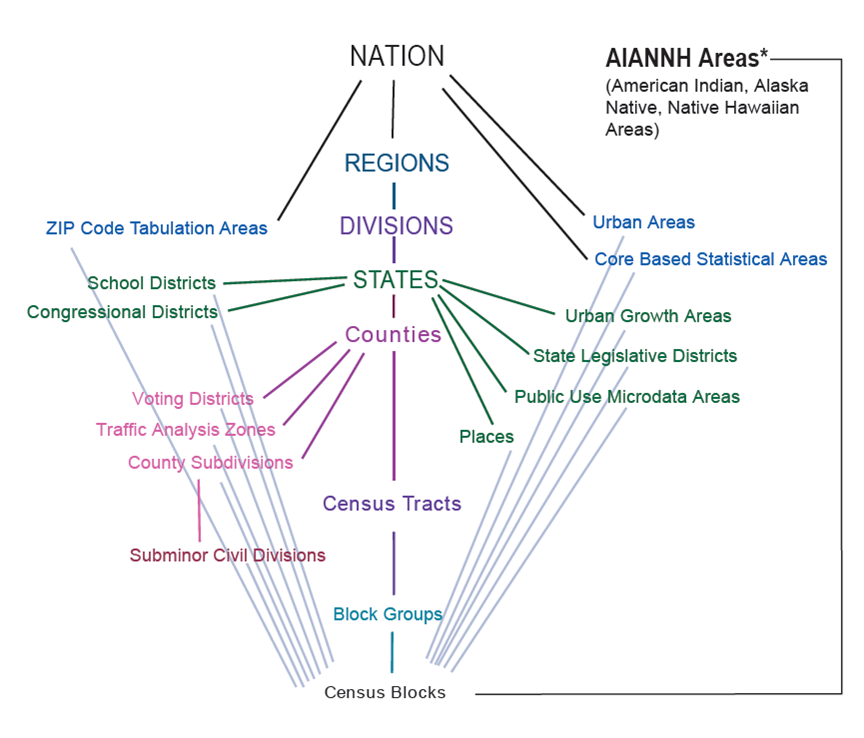 NATION
AIANNH Areas*
(American Indian, Alaska
Native, Native Hawaiian
Areas)
REGIONS
ZIP Code Tabulation Areas
DIVISIONS
Urban Areas
Core Based Statistical Areas
School Districts
STATES
Congressional Districts
Urban Growth Areas
Counties
State Legislative Districts
Voting Districts
Public Use Microdata Areas
Traffic Analysis Zones
Places
County Subdivisions
Census Tracts
Subminor Civil Divisions
Block Groups
Census Blocks